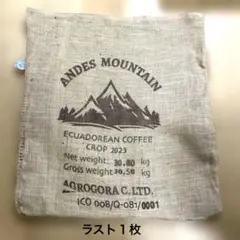 ANDES MOUNTAIN
ECUADOREAN COFFEE
CROP 2023
Net weight: 30.00 kg
Gross weight: 30.50 kg
AGROGORA C. LTD.
ICO 008/Q-081/0001
ラスト1枚